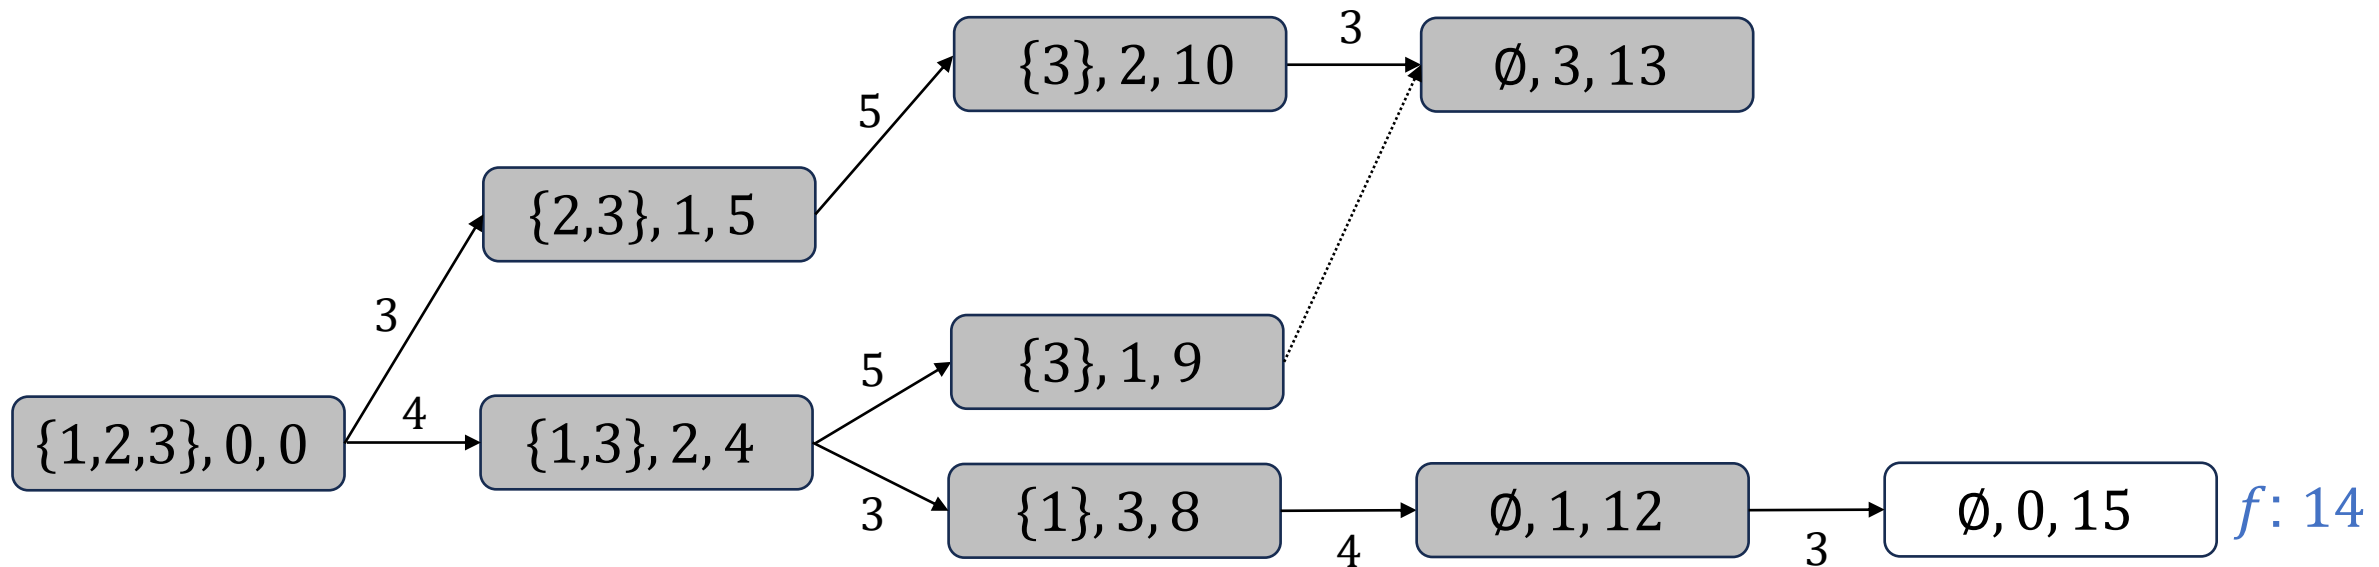 {3}, 2, 10
3
∅, 3, 13
5
{2,3}, 1, 5
3
{3}, 1, 9
5
{1,2,3}, 0, 0
4
{1,3}, 2, 4
3
{1}, 3, 8
4
∅, 1, 12
3
∅, 0, 15
f: 14